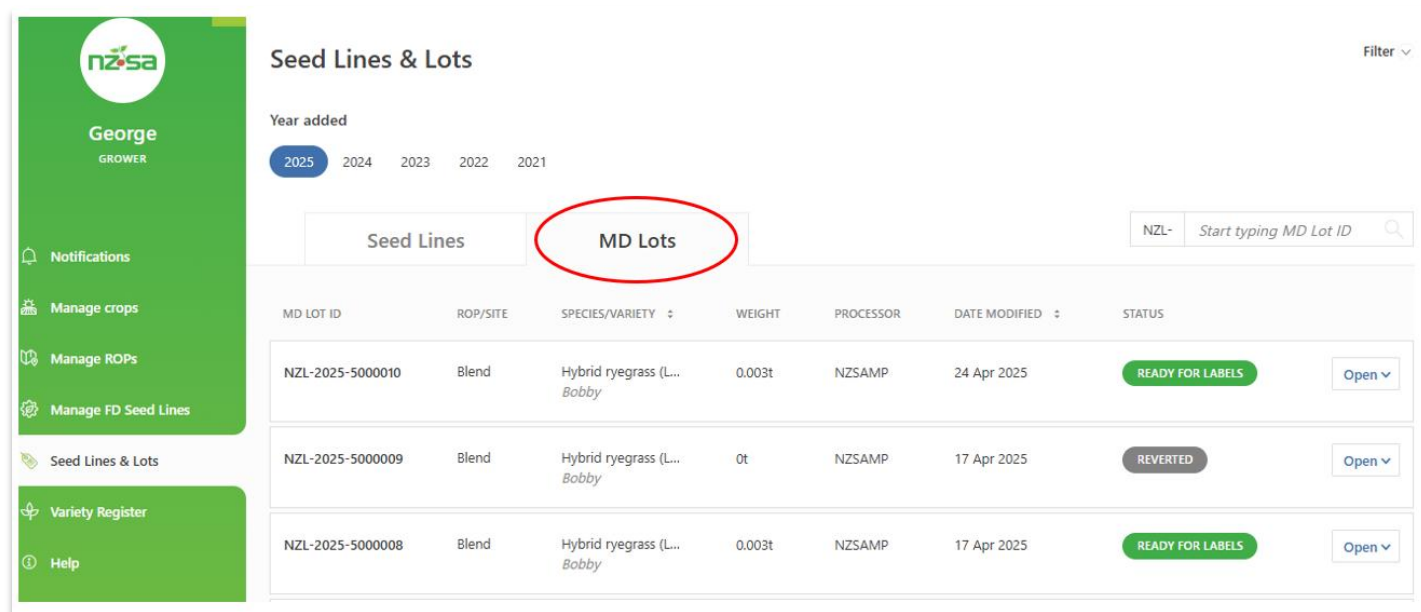 nzsa
George
GROWER
Notifications
Manage crops
Manage ROPs
Manage FD Seed Lines
Seed Lines & Lots
Variety Register
Help
Seed Lines & Lots
Filter
Year added
2025 2024 2023 2022 2021
Seed Lines MD Lots NZL- Start typing MD Lot ID
MD LOT ID ROP/SITE SPECIES/VARIETY WEIGHT PROCESSOR DATE MODIFIED STATUS
NZL-2025-5000010 Blend Hybrid ryegrass (L... 0.003t NZSAMP 24 Apr 2025 READY FOR LABELS Open
Bobby
NZL-2025-5000009 Blend Hybrid ryegrass (L... 0t NZSAMP 17 Apr 2025 REVERTED Open
Bobby
NZL-2025-5000008 Blend Hybrid ryegrass (L... 0.003t NZSAMP 17 Apr 2025 READY FOR LABELS Open
Bobby